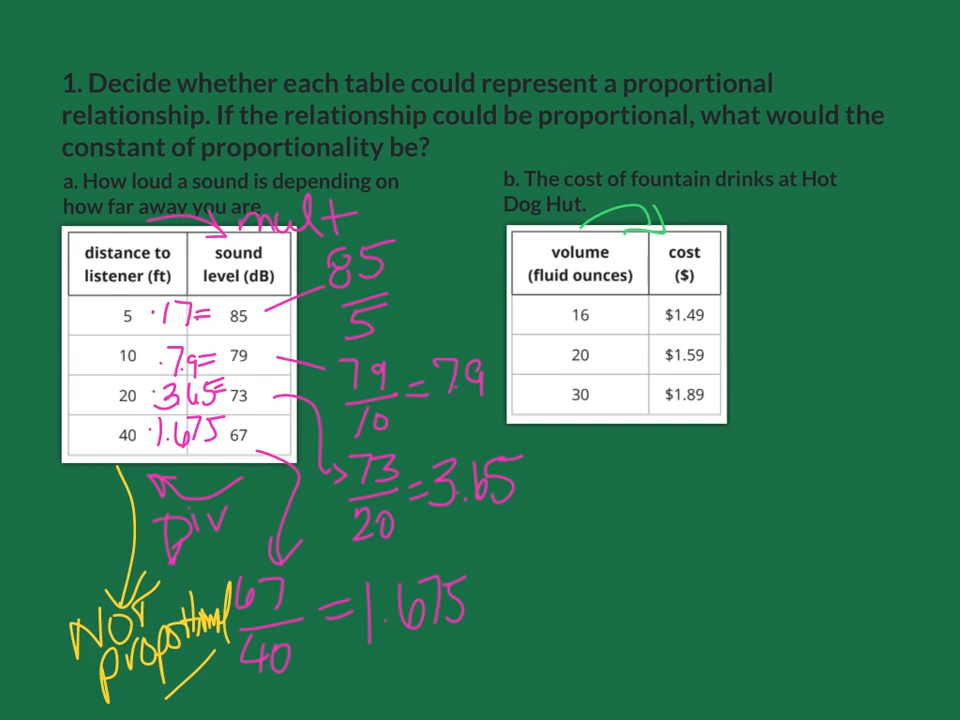 1. Decide whether each table could represent a proportional
relationship. If the relationship could be proportional, what would the
constant of proportionality be?
a. How loud a sound is depending on
how far away you are.
mult
distance to listener (ft) sound level (dB)
5 ·17= 85
10 ·7.9= 79
20 ·3.65= 73
40 ·1.675 67
85/5
79/10 = 7.9
73/20 = 3.65
67/40 = 1.675
Div
NOT
proportional
b. The cost of fountain drinks at Hot
Dog Hut.
volume (fluid ounces) cost ($)
16 $1.49
20 $1.59
30 $1.89